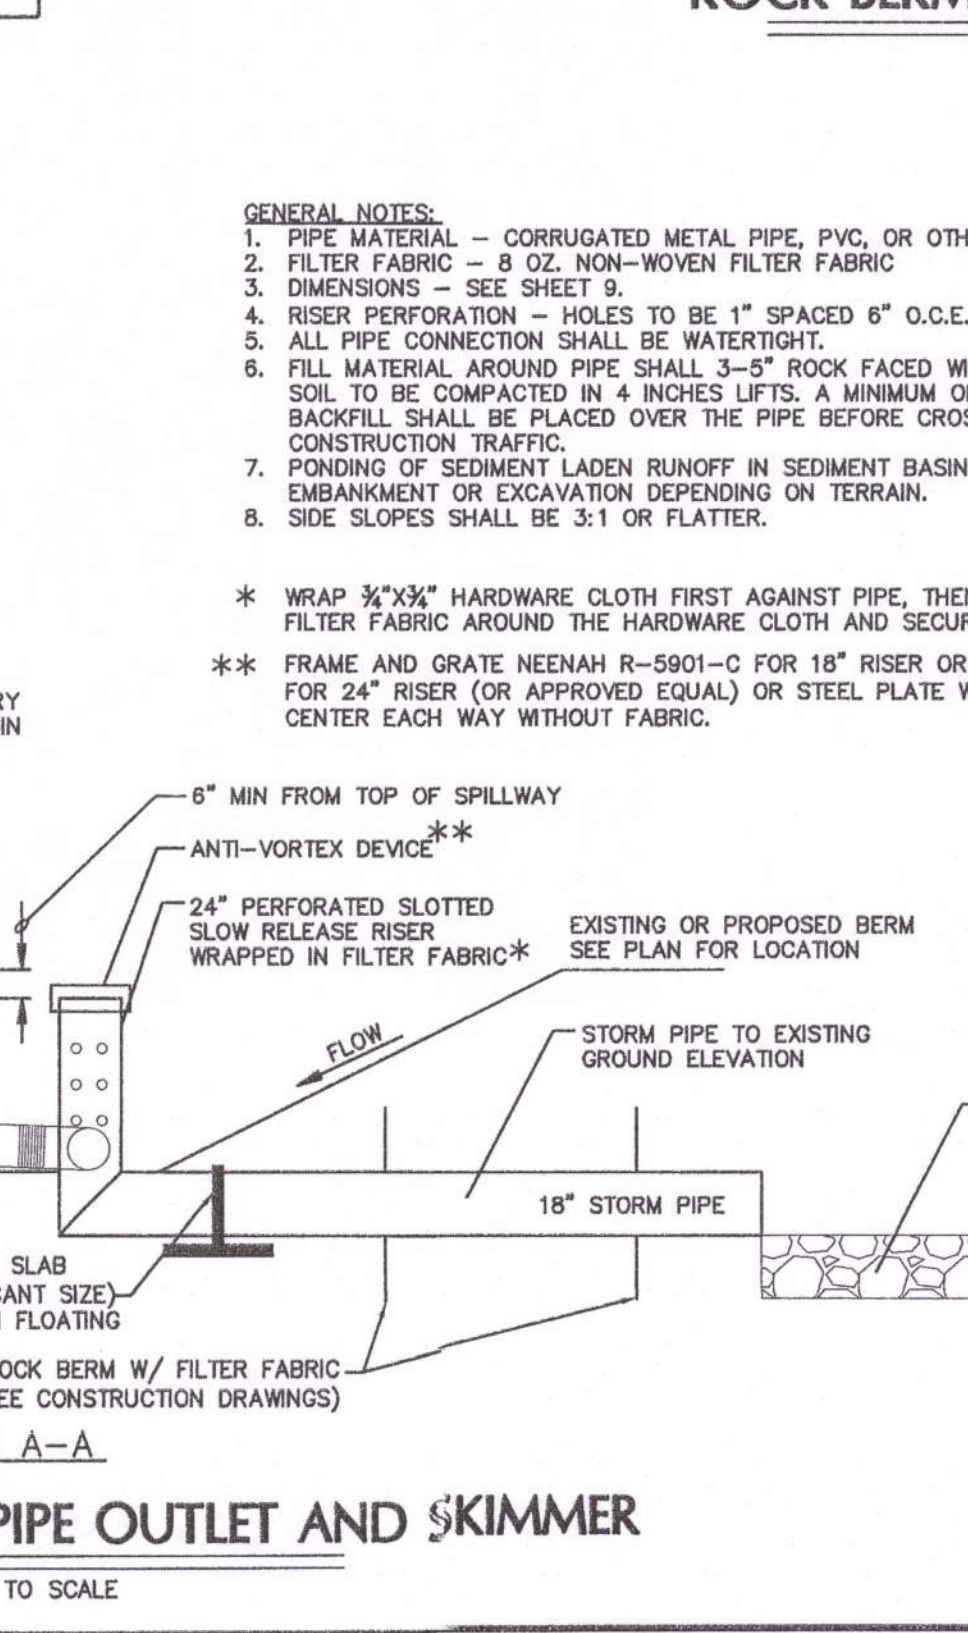 ROCK BERM
GENERAL NOTES:
1. PIPE MATERIAL – CORRUGATED METAL PIPE, PVC, OR OTH
2. FILTER FABRIC – 8 OZ. NON–WOVEN FILTER FABRIC
3. DIMENSIONS – SEE SHEET 9.
4. RISER PERFORATION – HOLES TO BE 1" SPACED 6" O.C.E.
5. ALL PIPE CONNECTION SHALL BE WATERTIGHT.
6. FILL MATERIAL AROUND PIPE SHALL 3–5" ROCK FACED WI
SOIL TO BE COMPACTED IN 4 INCHES LIFTS. A MINIMUM O
BACKFILL SHALL BE PLACED OVER THE PIPE BEFORE CROS
CONSTRUCTION TRAFFIC.
7. PONDING OF SEDIMENT LADEN RUNOFF IN SEDIMENT BASIN
EMBANKMENT OR EXCAVATION DEPENDING ON TERRAIN.
8. SIDE SLOPES SHALL BE 3:1 OR FLATTER.
* WRAP ¾"X¾" HARDWARE CLOTH FIRST AGAINST PIPE, THEN
FILTER FABRIC AROUND THE HARDWARE CLOTH AND SECUR
** FRAME AND GRATE NEENAH R–5901–C FOR 18" RISER OR
FOR 24" RISER (OR APPROVED EQUAL) OR STEEL PLATE W
CENTER EACH WAY WITHOUT FABRIC.
RY
IN
6" MIN FROM TOP OF SPILLWAY
ANTI–VORTEX DEVICE**
24" PERFORATED SLOTTED
SLOW RELEASE RISER
WRAPPED IN FILTER FABRIC*
EXISTING OR PROPOSED BERM
SEE PLAN FOR LOCATION
FLOW
STORM PIPE TO EXISTING
GROUND ELEVATION
18" STORM PIPE
SLAB
CANT SIZE)
FLOATING
OCK BERM W/ FILTER FABRIC
EE CONSTRUCTION DRAWINGS)
A–A
PIPE OUTLET AND SKIMMER
TO SCALE